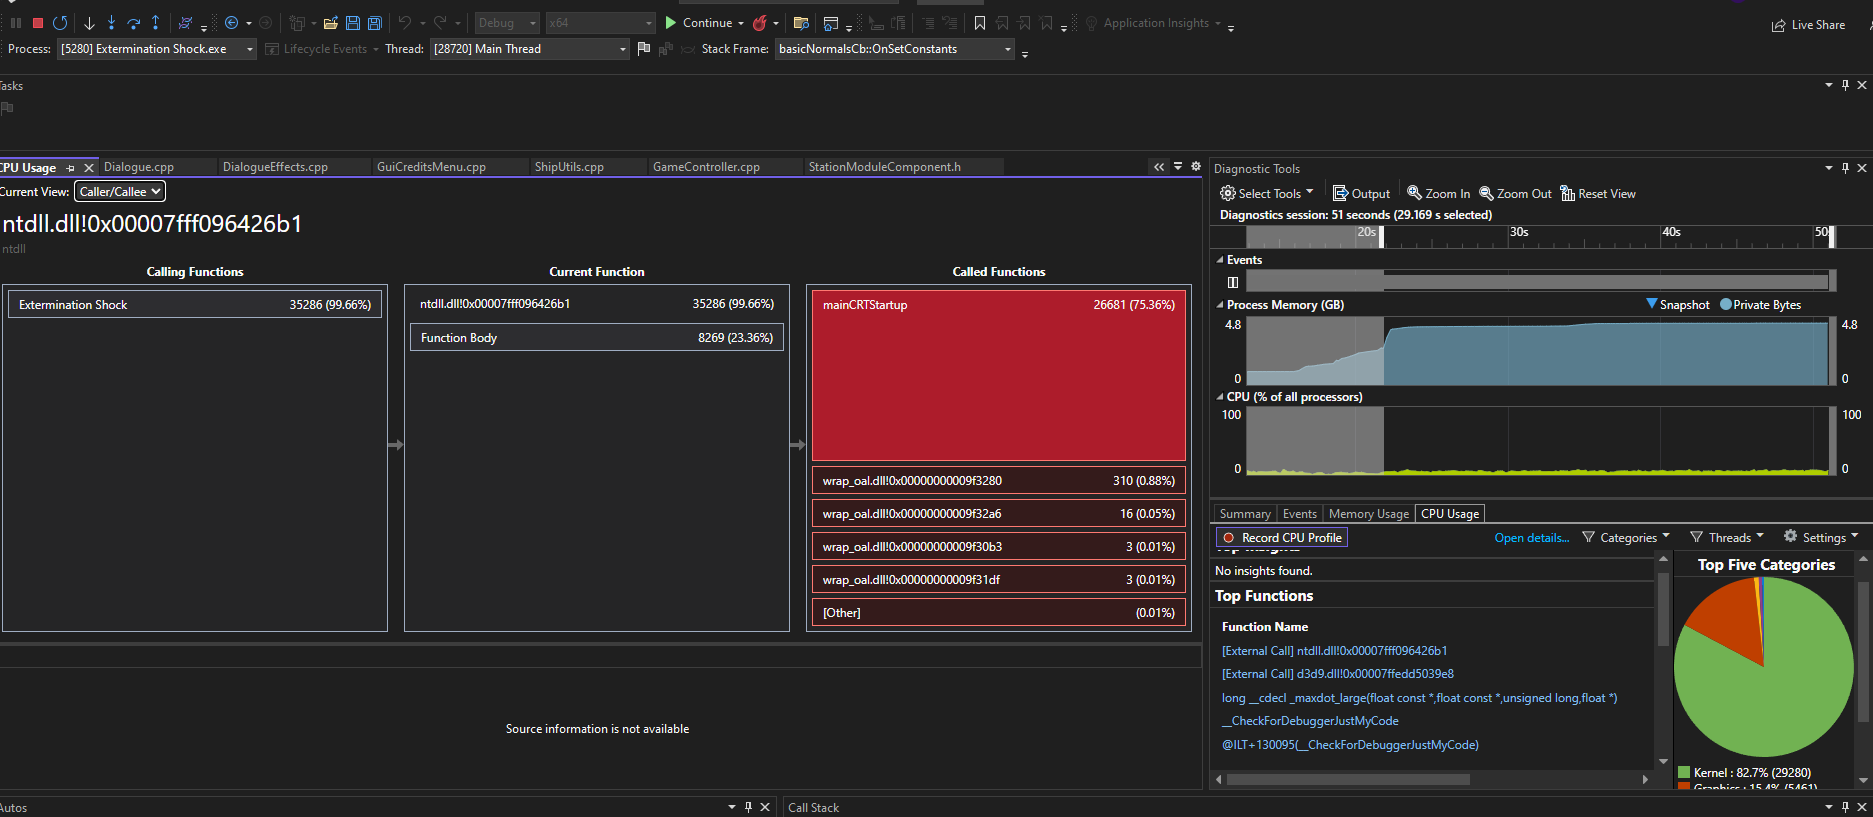 Debug
x64
Continue
Application Insights
Live Share
Process: [5280] Extermination Shock.exe Lifecycle Events Thread: [28720] Main Thread Stack Frame: basicNormalsCb::OnSetConstants
Tasks
CPU Usage Dialogue.cpp DialogueEffects.cpp GuiCreditsMenu.cpp ShipUtils.cpp GameController.cpp StationModuleComponent.h
Current View: Caller/Callee
ntdll.dll!0x00007fff096426b1
ntdll
Calling Functions
Extermination Shock 35286 (99.66%)
Current Function
ntdll.dll!0x00007fff096426b1 35286 (99.66%)
Function Body 8269 (23.36%)
Called Functions
mainCRTStartup 26681 (75.36%)
wrap_oal.dll!0x00000000009f3280 310 (0.88%)
wrap_oal.dll!0x00000000009f32a6 16 (0.05%)
wrap_oal.dll!0x00000000009f30b3 3 (0.01%)
wrap_oal.dll!0x00000000009f31df 3 (0.01%)
[Other] (0.01%)
Source information is not available
Diagnostic Tools
Select Tools Output Zoom In Zoom Out Reset View
Diagnostics session: 51 seconds (29.169 s selected)
20s 30s 40s 50s
Events
Process Memory (GB) Snapshot Private Bytes
4.8 4.8
0 0
CPU (% of all processors)
100 100
0 0
Summary Events Memory Usage CPU Usage
Record CPU Profile Open details... Categories Threads Settings
Top Insights
No insights found.
Top Functions
Function Name
[External Call] ntdll.dll!0x00007fff096426b1
[External Call] d3d9.dll!0x00007ffedd5039e8
long __cdecl _maxdot_large(float const *,float const *,unsigned long,float *)
__CheckForDebuggerJustMyCode
@ILT+130095(__CheckForDebuggerJustMyCode)
Top Five Categories
Kernel : 82.7% (29280)
Graphics : 15.4% (5461)
Autos
Call Stack